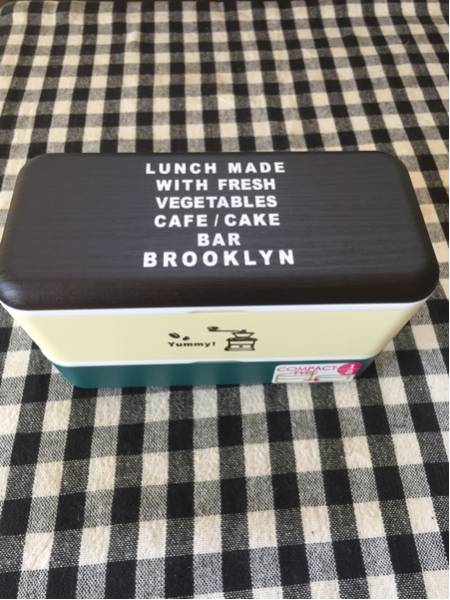 LUNCH MADE
WITH FRESH
VEGETABLES
CAFE / CAKE
BAR
BROOKLYN
Yummy!
COMPACT